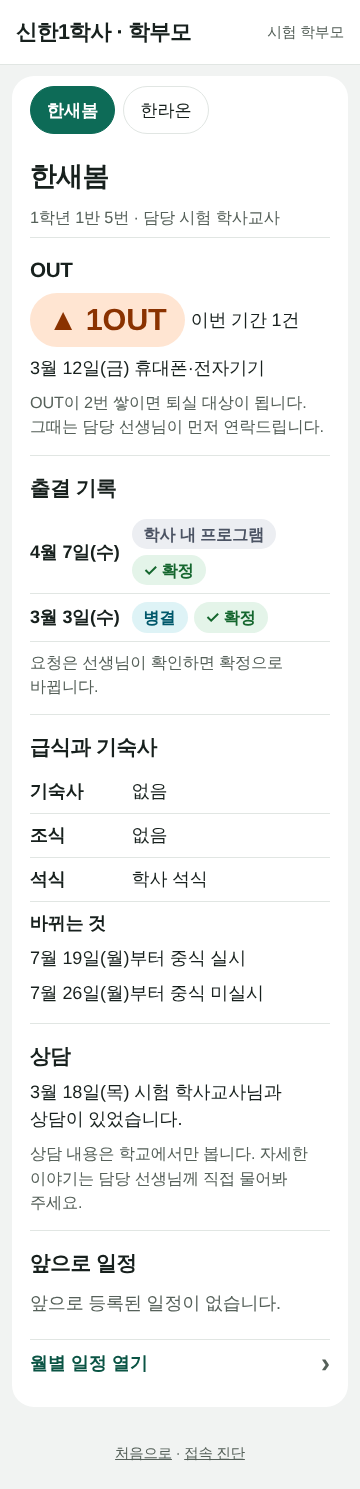 신한1학사 · 학부모
시험 학부모
한새봄
한라온
한새봄
1학년 1반 5번 · 담당 시험 학사교사
OUT
▲ 1OUT 이번 기간 1건
3월 12일(금) 휴대폰·전자기기
OUT이 2번 쌓이면 퇴실 대상이 됩니다.
그때는 담당 선생님이 먼저 연락드립니다.
출결 기록
4월 7일(수) 학사 내 프로그램
✓ 확정
3월 3일(수) 병결 ✓ 확정
요청은 선생님이 확인하면 확정으로
바뀝니다.
급식과 기숙사
기숙사 없음
조식 없음
석식 학사 석식
바뀌는 것
7월 19일(월)부터 중식 실시
7월 26일(월)부터 중식 미실시
상담
3월 18일(목) 시험 학사교사님과
상담이 있었습니다.
상담 내용은 학교에서만 봅니다. 자세한
이야기는 담당 선생님께 직접 물어봐
주세요.
앞으로 일정
앞으로 등록된 일정이 없습니다.
월별 일정 열기 ›
처음으로 · 접속 진단